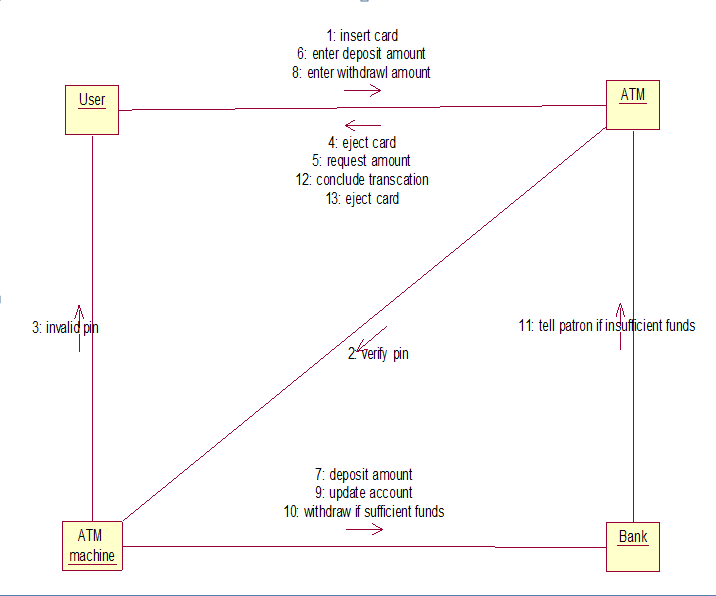 1: insert card
6: enter deposit amount
8: enter withdrawl amount
User
ATM
4: eject card
5: request amount
12: conclude transcation
13: eject card
3: invalid pin
11: tell patron if insufficient funds
2: verify pin
7: deposit amount
9: update account
10: withdraw if sufficient funds
ATM
machine
Bank